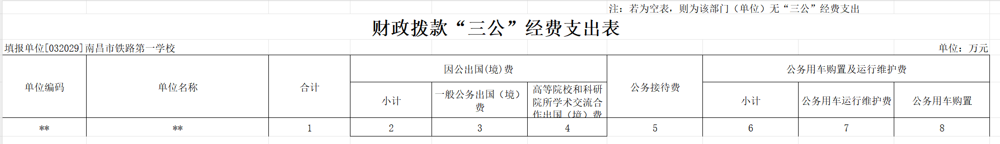 注：若为空表，则为该部门（单位）无“三公”经费支出
财政拨款“三公”经费支出表
填报单位[032029]南昌市铁路第一学校 单位：万元
单位编码 单位名称 合计 因公出国(境)费 公务接待费 公务用车购置及运行维护费
小计 一般公务出国（境）费 高等院校和科研院所学术交流合作出国（境）费 小计 公务用车运行维护费 公务用车购置
** ** 1 2 3 4 5 6 7 8